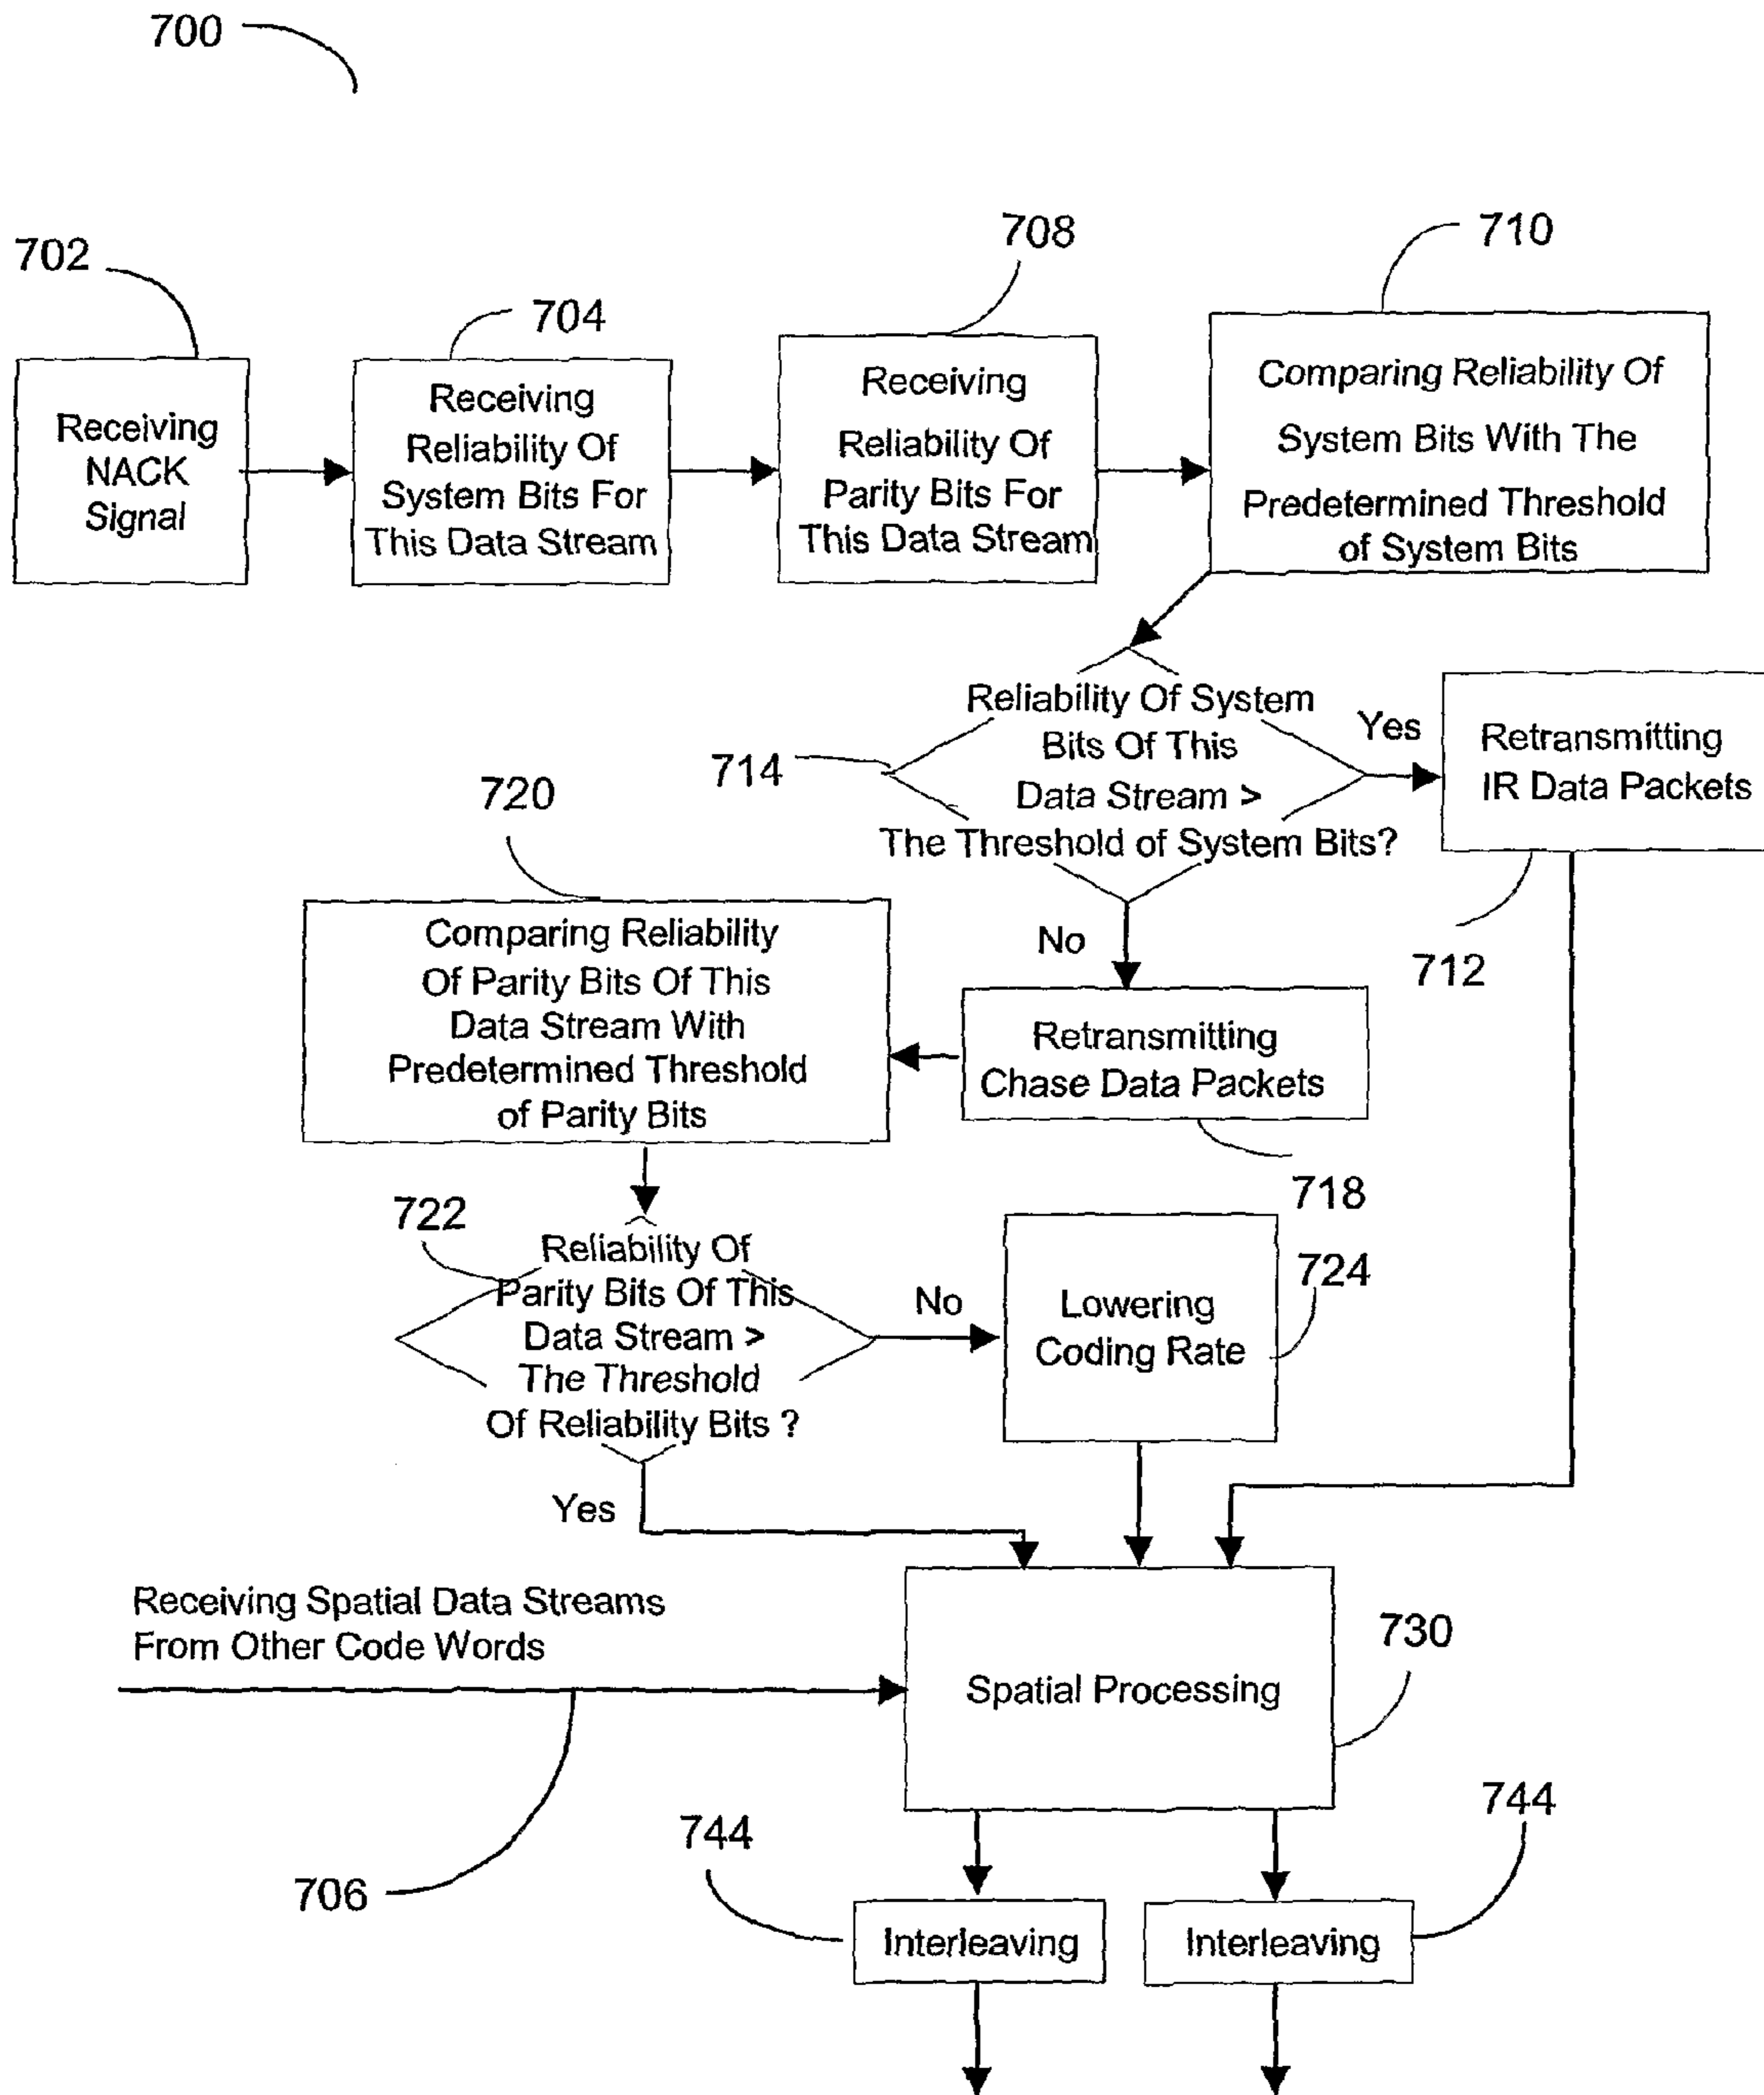 700
702
Receiving
NACK
Signal
704
Receiving
Reliability Of
System Bits For
This Data Stream
708
Receiving
Reliability Of
Parity Bits For
This Data Stream
710
Comparing Reliability Of
System Bits With The
Predetermined Threshold
of System Bits
714
Reliability Of System
Bits Of This
Data Stream >
The Threshold of System Bits?
Yes
Retransmitting
IR Data Packets
712
No
Retransmitting
Chase Data Packets
718
720
Comparing Reliability
Of Parity Bits Of This
Data Stream With
Predetermined Threshold
of Parity Bits
722
Reliability Of
Parity Bits Of This
Data Stream >
The Threshold
Of Reliability Bits ?
No
Lowering
Coding Rate
724
Yes
Receiving Spatial Data Streams
From Other Code Words
706
Spatial Processing
730
744
Interleaving
744
Interleaving